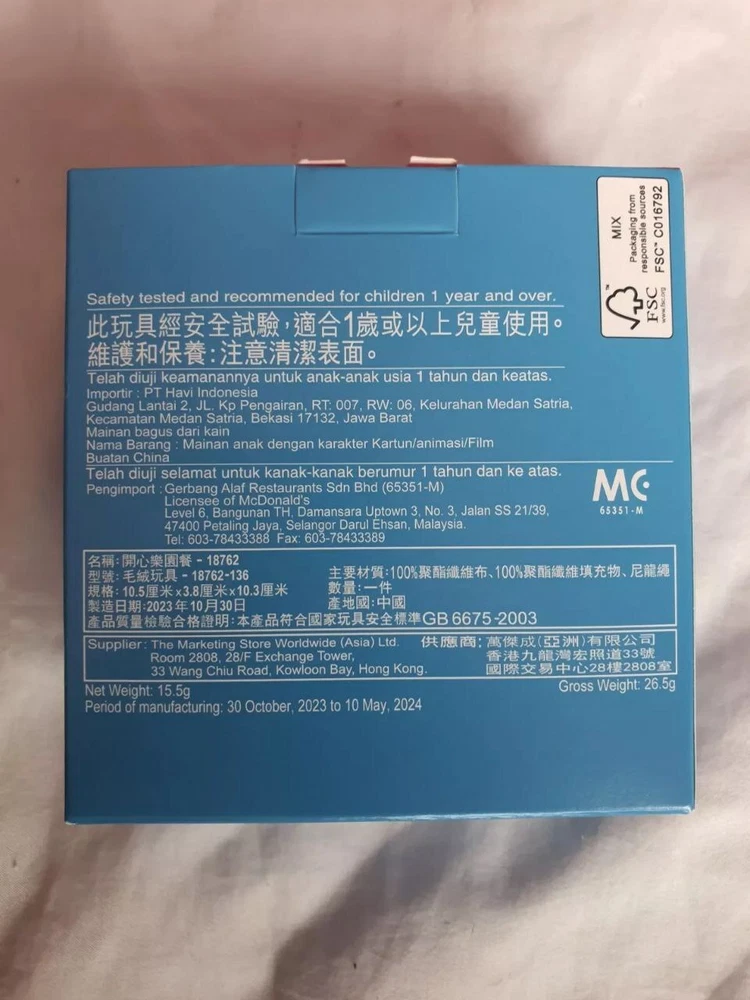 MIX
Packaging from
responsible sources
FSC™ C016792
FSC
www.fsc.org
Safety tested and recommended for children 1 year and over.
此玩具經安全試驗,適合1歲或以上兒童使用。
維護和保養:注意清潔表面。
Telah diuji keamanannya untuk anak-anak usia 1 tahun dan keatas.
Importir : PT Havi Indonesia
Gudang Lantai 2, JL. Kp Pengairan, RT: 007, RW: 06, Kelurahan Medan Satria,
Kecamatan Medan Satria, Bekasi 17132, Jawa Barat
Mainan bagus dari kain
Nama Barang : Mainan anak dengan karakter Kartun/animasi/Film
Buatan China
Telah diuji selamat untuk kanak-kanak berumur 1 tahun dan ke atas.
Pengimport : Gerbang Alaf Restaurants Sdn Bhd (65351-M)
Licensee of McDonald's
Level 6, Bangunan TH, Damansara Uptown 3, No. 3, Jalan SS 21/39,
47400 Petaling Jaya, Selangor Darul Ehsan, Malaysia.
Tel: 603-78433388 Fax: 603-78433389
MC
65351-M
名稱:開心樂園餐 - 18762
型號:毛絨玩具 - 18762-136
規格: 10.5厘米 x3.8厘米 x10.3厘米
製造日期:2023年10月30日
主要材質:100%聚酯纖維布、100%聚酯纖維填充物、尼龍繩
數量:一件
產地國:中國
產品質量檢驗合格證明:本產品符合國家玩具安全標準GB 6675-2003
Supplier: The Marketing Store Worldwide (Asia) Ltd.
Room 2808, 28/F Exchange Tower,
33 Wang Chiu Road, Kowloon Bay, Hong Kong.
供應商:萬傑成(亞洲)有限公司
香港九龍灣宏照道33號
國際交易中心28樓2808室
Net Weight: 15.5g
Gross Weight: 26.5g
Period of manufacturing: 30 October, 2023 to 10 May, 2024